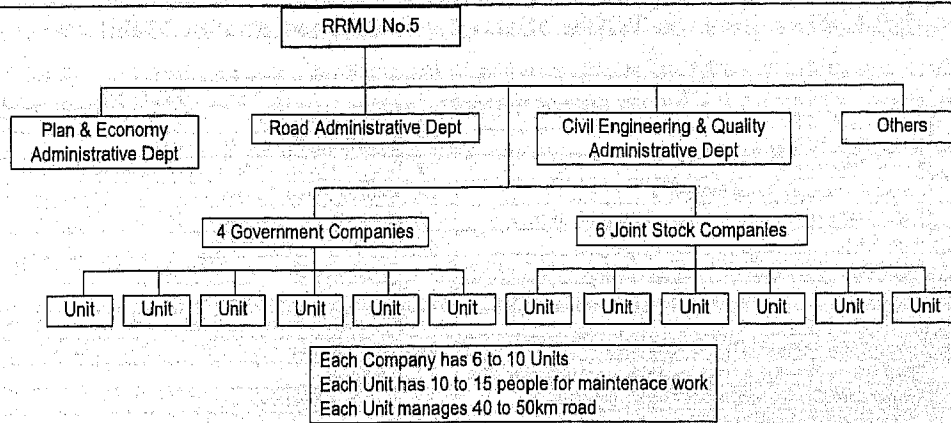 RRMU No.5
Plan & Economy
Administrative Dept
Road Administrative Dept
Civil Engineering & Quality
Administrative Dept
Others
4 Government Companies
6 Joint Stock Companies
Unit
Unit
Unit
Unit
Unit
Unit
Unit
Unit
Unit
Unit
Unit
Unit
Each Company has 6 to 10 Units
Each Unit has 10 to 15 people for maintenace work
Each Unit manages 40 to 50km road